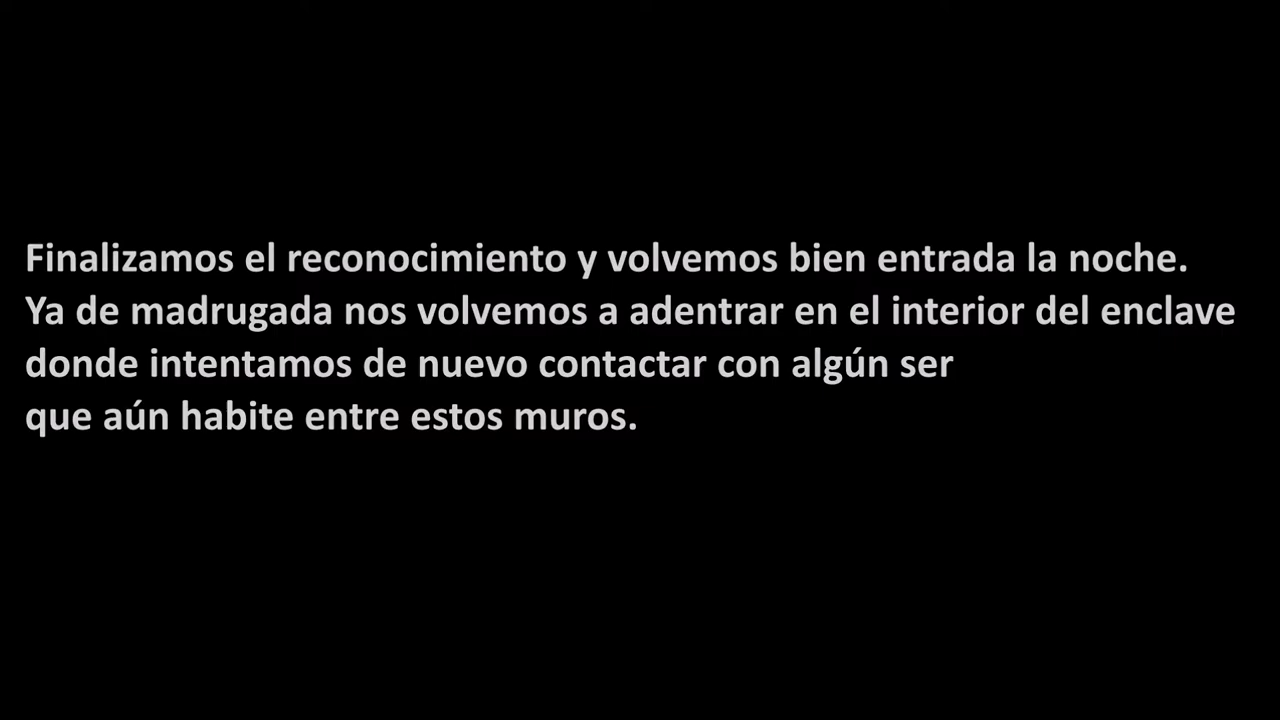 Finalizamos el reconocimiento y volvemos bien entrada la noche.
Ya de madrugada nos volvemos a adentrar en el interior del enclave
donde intentamos de nuevo contactar con algún ser
que aún habite entre estos muros.